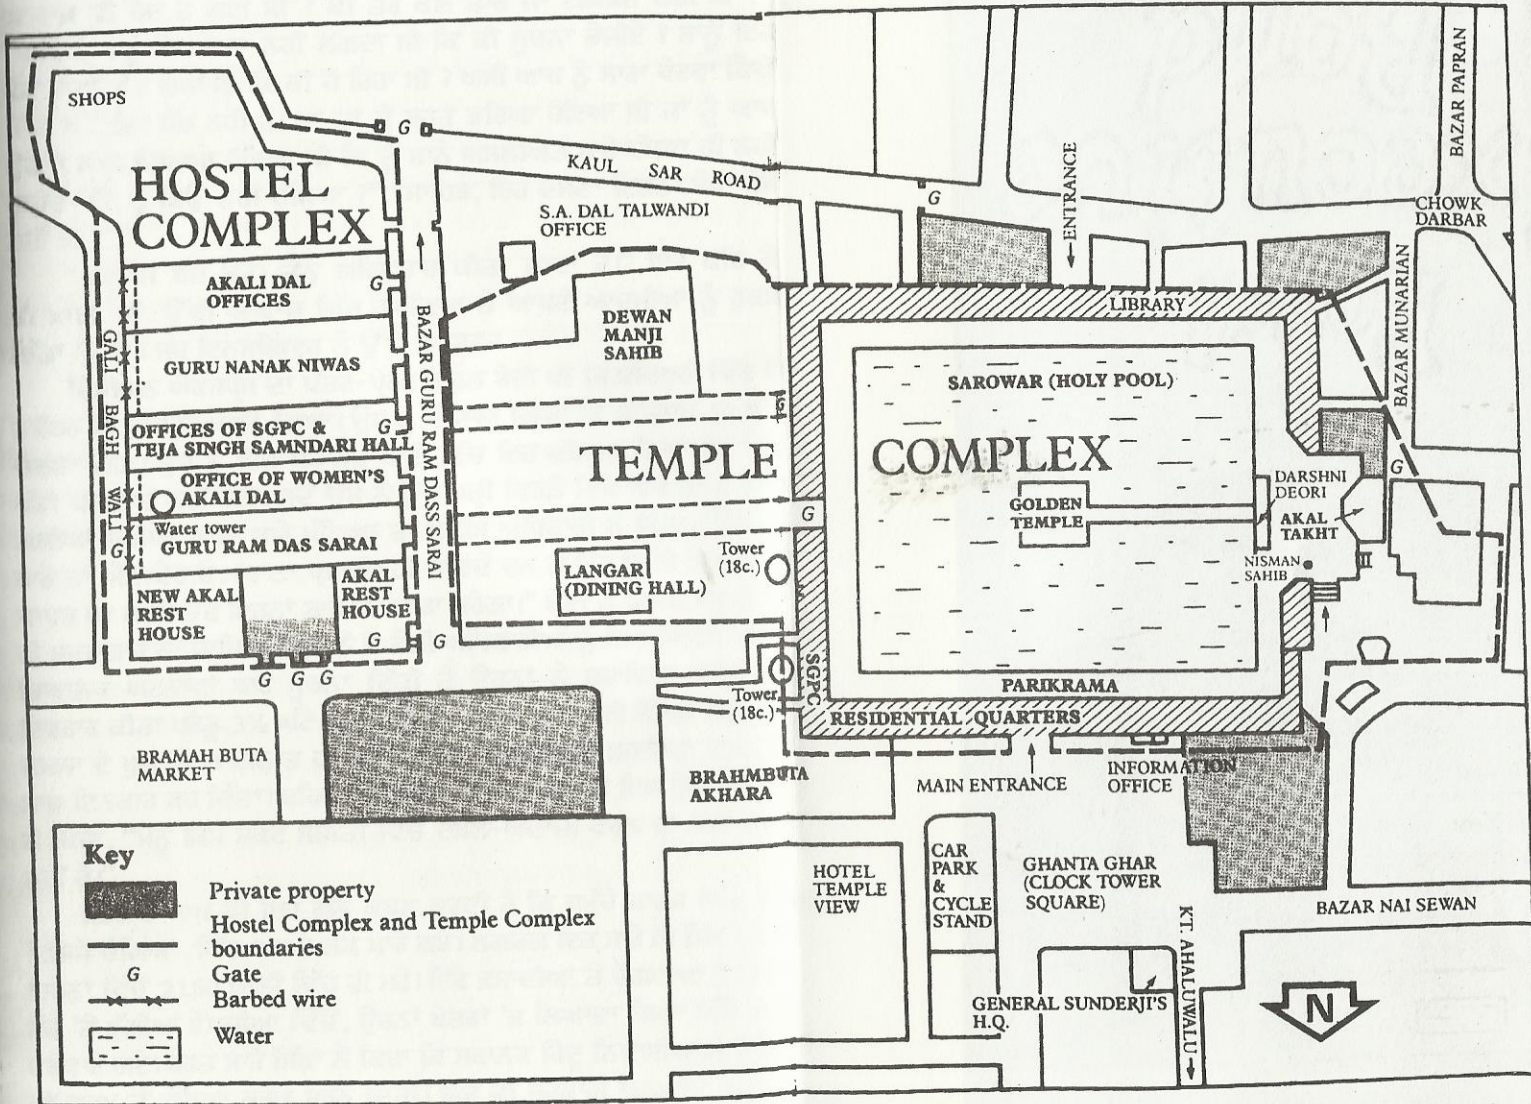 SHOPS
G
HOSTEL
COMPLEX
KAUL SAR ROAD
S.A. DAL TALWANDI
OFFICE
G
ENTRANCE
BAZAR PAPRAN
CHOWK
DARBAR
AKALI DAL
OFFICES
G
GURU NANAK NIWAS
OFFICES OF SGPC &
TEJA SINGH SAMNDARI HALL
G
OFFICE OF WOMEN'S
AKALI DAL
Water tower
GURU RAM DAS SARAI
NEW AKAL
REST
HOUSE
AKAL
REST
HOUSE
G
G
G
G
G
G
GALI BAGH WALI
BAZAR GURU RAM DASS SARAI
DEWAN
MANJI
SAHIB
TEMPLE COMPLEX
G
G
LANGAR
(DINING HALL)
Tower
(18c.)
Tower
(18c.)
LIBRARY
SAROWAR (HOLY POOL)
GOLDEN
TEMPLE
DARSHNI
DEORI
AKAL
TAKHT
NISMAN
SAHIB
G
BAZAR MUNARIAN
PARIKRAMA
SGPC
RESIDENTIAL QUARTERS
MAIN ENTRANCE
INFORMATION
OFFICE
BRAMAH BUTA
MARKET
BRAHMBUTA
AKHARA
HOTEL
TEMPLE
VIEW
CAR
PARK
&
CYCLE
STAND
GHANTA GHAR
(CLOCK TOWER
SQUARE)
GENERAL SUNDERJI'S
H.Q.
KT. AHALUWALU
BAZAR NAI SEWAN
N
Key
Private property
Hostel Complex and Temple Complex
boundaries
G Gate
Barbed wire
Water